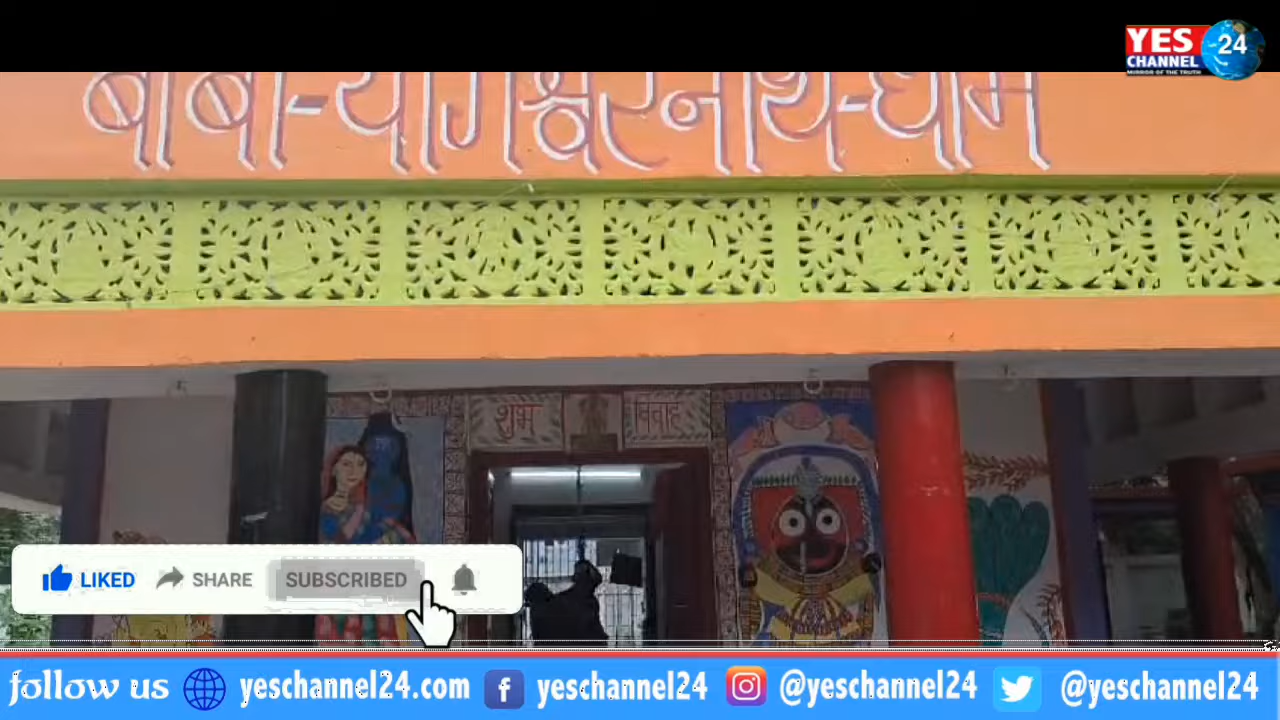 YES 24
CHANNEL
MIRROR OF THE TRUTH
बाबा-यागेश्वरनाथ-धाम
शुभ विवाह
LIKED SHARE SUBSCRIBED
follow us yeschannel24.com yeschannel24 @yeschannel24 @yeschannel24